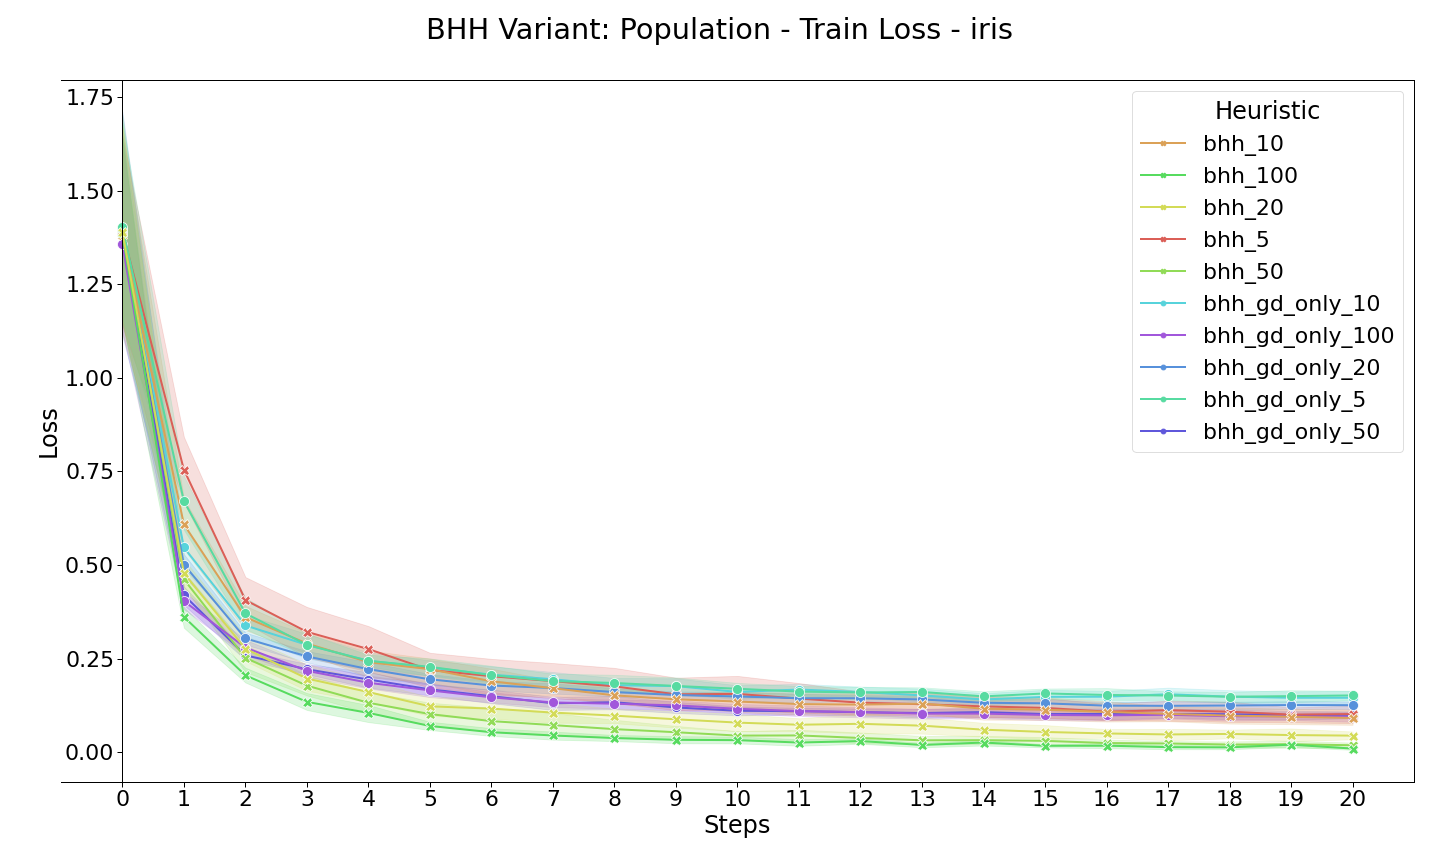 BHH Variant: Population - Train Loss - iris
Heuristic
bhh_10
bhh_100
bhh_20
bhh_5
bhh_50
bhh_gd_only_10
bhh_gd_only_100
bhh_gd_only_20
bhh_gd_only_5
bhh_gd_only_50
Loss
1.75
1.50
1.25
1.00
0.75
0.50
0.25
0.00
0 1 2 3 4 5 6 7 8 9 10 11 12 13 14 15 16 17 18 19 20
Steps